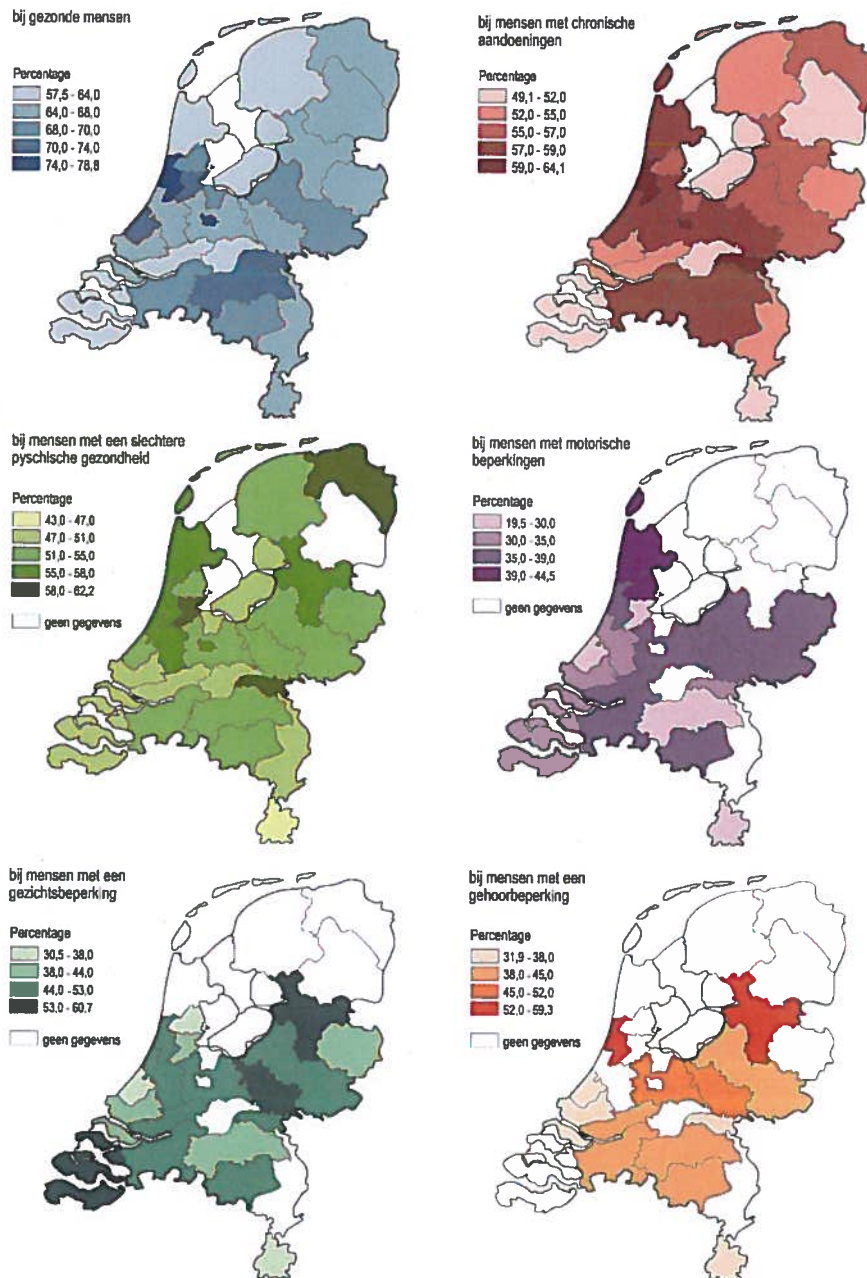 bij gezonde mensen
Percentage
57,5 - 64,0
64,0 - 68,0
68,0 - 70,0
70,0 - 74,0
74,0 - 78,8
bij mensen met chronische
aandoeningen
Percentage
49,1 - 52,0
52,0 - 55,0
55,0 - 57,0
57,0 - 59,0
59,0 - 64,1
bij mensen met een slechtere
pyschische gezondheid
Percentage
43,0 - 47,0
47,0 - 51,0
51,0 - 55,0
55,0 - 58,0
58,0 - 62,2
geen gegevens
bij mensen met motorische
beperkingen
Percentage
19,5 - 30,0
30,0 - 35,0
35,0 - 39,0
39,0 - 44,5
geen gegevens
bij mensen met een
gezichtsbeperking
Percentage
30,5 - 38,0
38,0 - 44,0
44,0 - 53,0
53,0 - 60,7
geen gegevens
bij mensen met een
gehoorbeperking
Percentage
31,9 - 38,0
38,0 - 45,0
45,0 - 52,0
52,0 - 59,3
geen gegevens